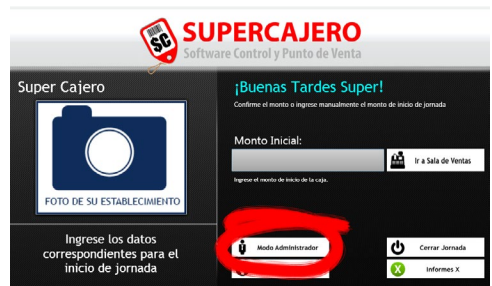 $C
SUPERCAJERO
Software Control y Punto de Venta
Super Cajero
FOTO DE SU ESTABLECIMIENTO
Ingrese los datos
correspondientes para el
inicio de jornada
¡Buenas Tardes Super!
Confirme el monto o ingrese manualmente el monto de inicio de jornada
Monto Inicial:
Ir a Sala de Ventas
Ingrese el monto de inicio de la caja.
Modo Administrador
Cerrar Jornada
Informes X